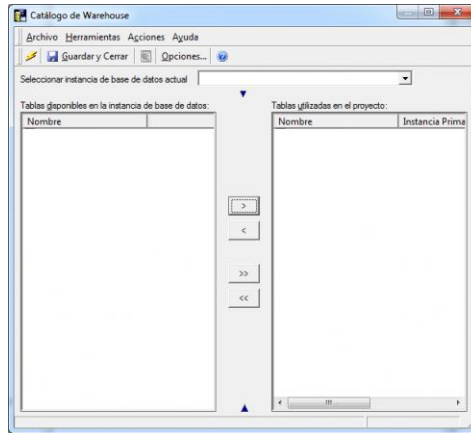 Catálogo de Warehouse
Archivo Herramientas Acciones Ayuda
Guardar y Cerrar Opciones...
Seleccionar instancia de base de datos actual
Tablas disponibles en la instancia de base de datos: Tablas utilizadas en el proyecto:
Nombre Nombre Instancia Prima
>
<
>>
<<